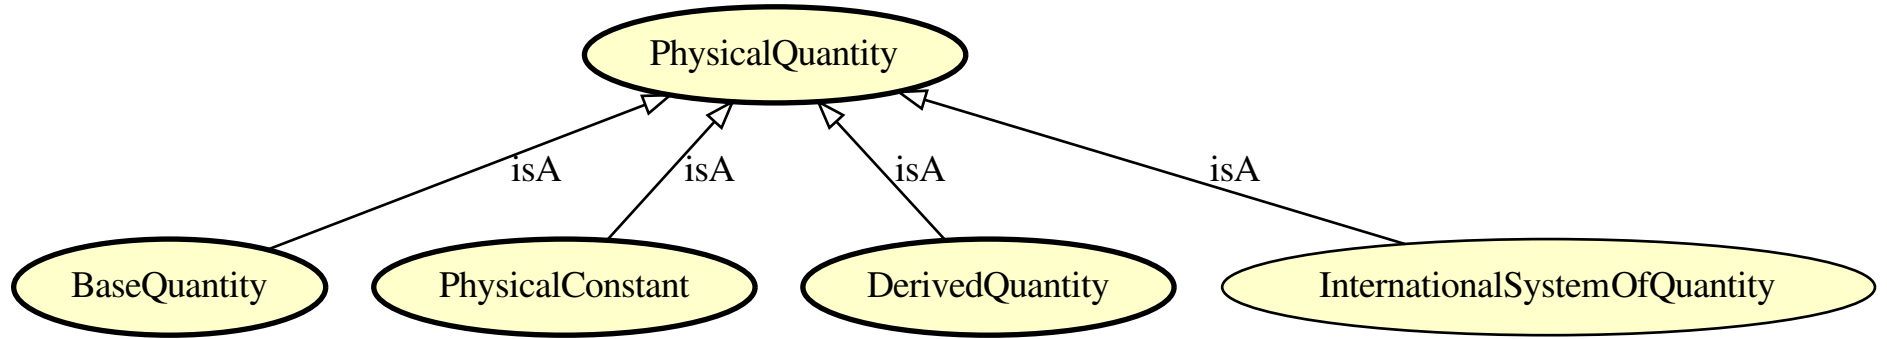 PhysicalQuantity
isA isA isA isA
BaseQuantity PhysicalConstant DerivedQuantity InternationalSystemOfQuantity